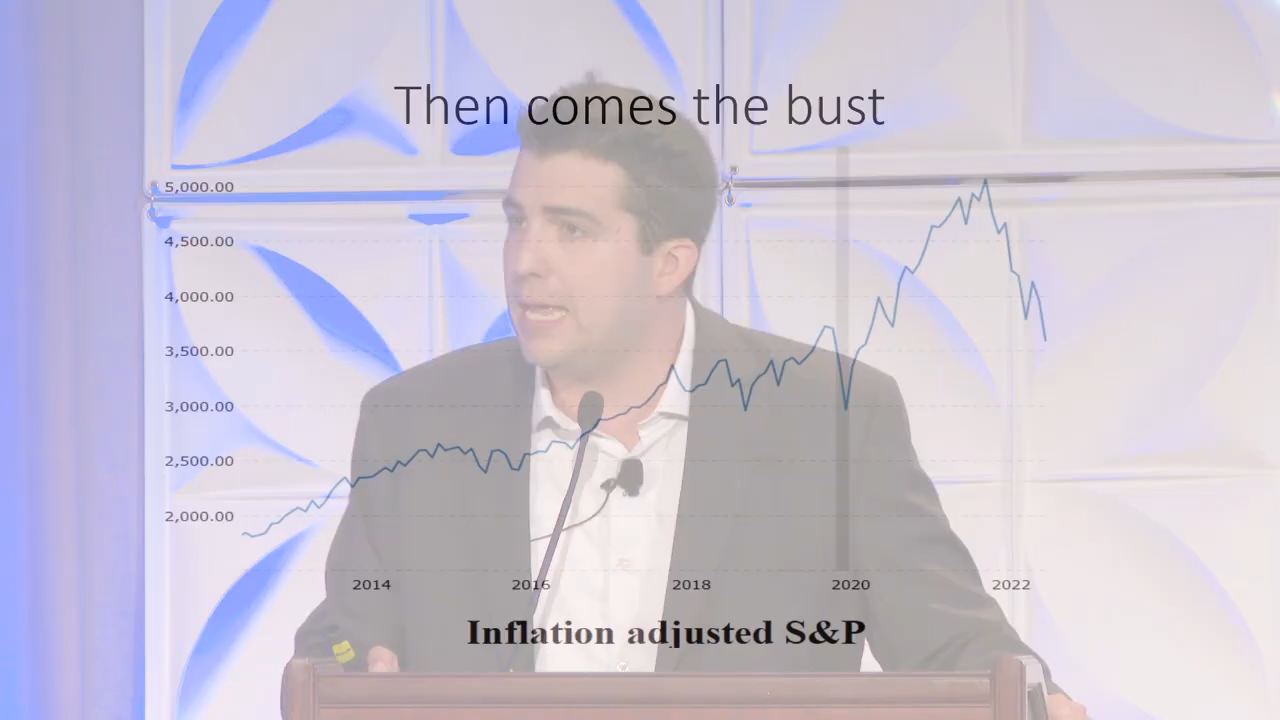 Then comes the bust
5,000.00
4,500.00
4,000.00
3,500.00
3,000.00
2,500.00
2,000.00
2014 2016 2018 2020 2022
Inflation adjusted S&P